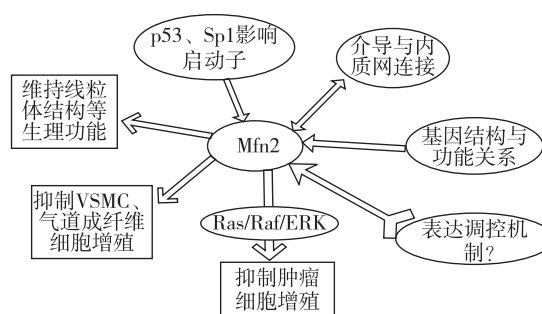 p53、Sp1影响
启动子
介导与内
质网连接
维持线粒
体结构等
生理功能
Mfn2
基因结构与
功能关系
抑制VSMC、
气道成纤维
细胞增殖
Ras/Raf/ERK
表达调控机
制？
抑制肿瘤
细胞增殖